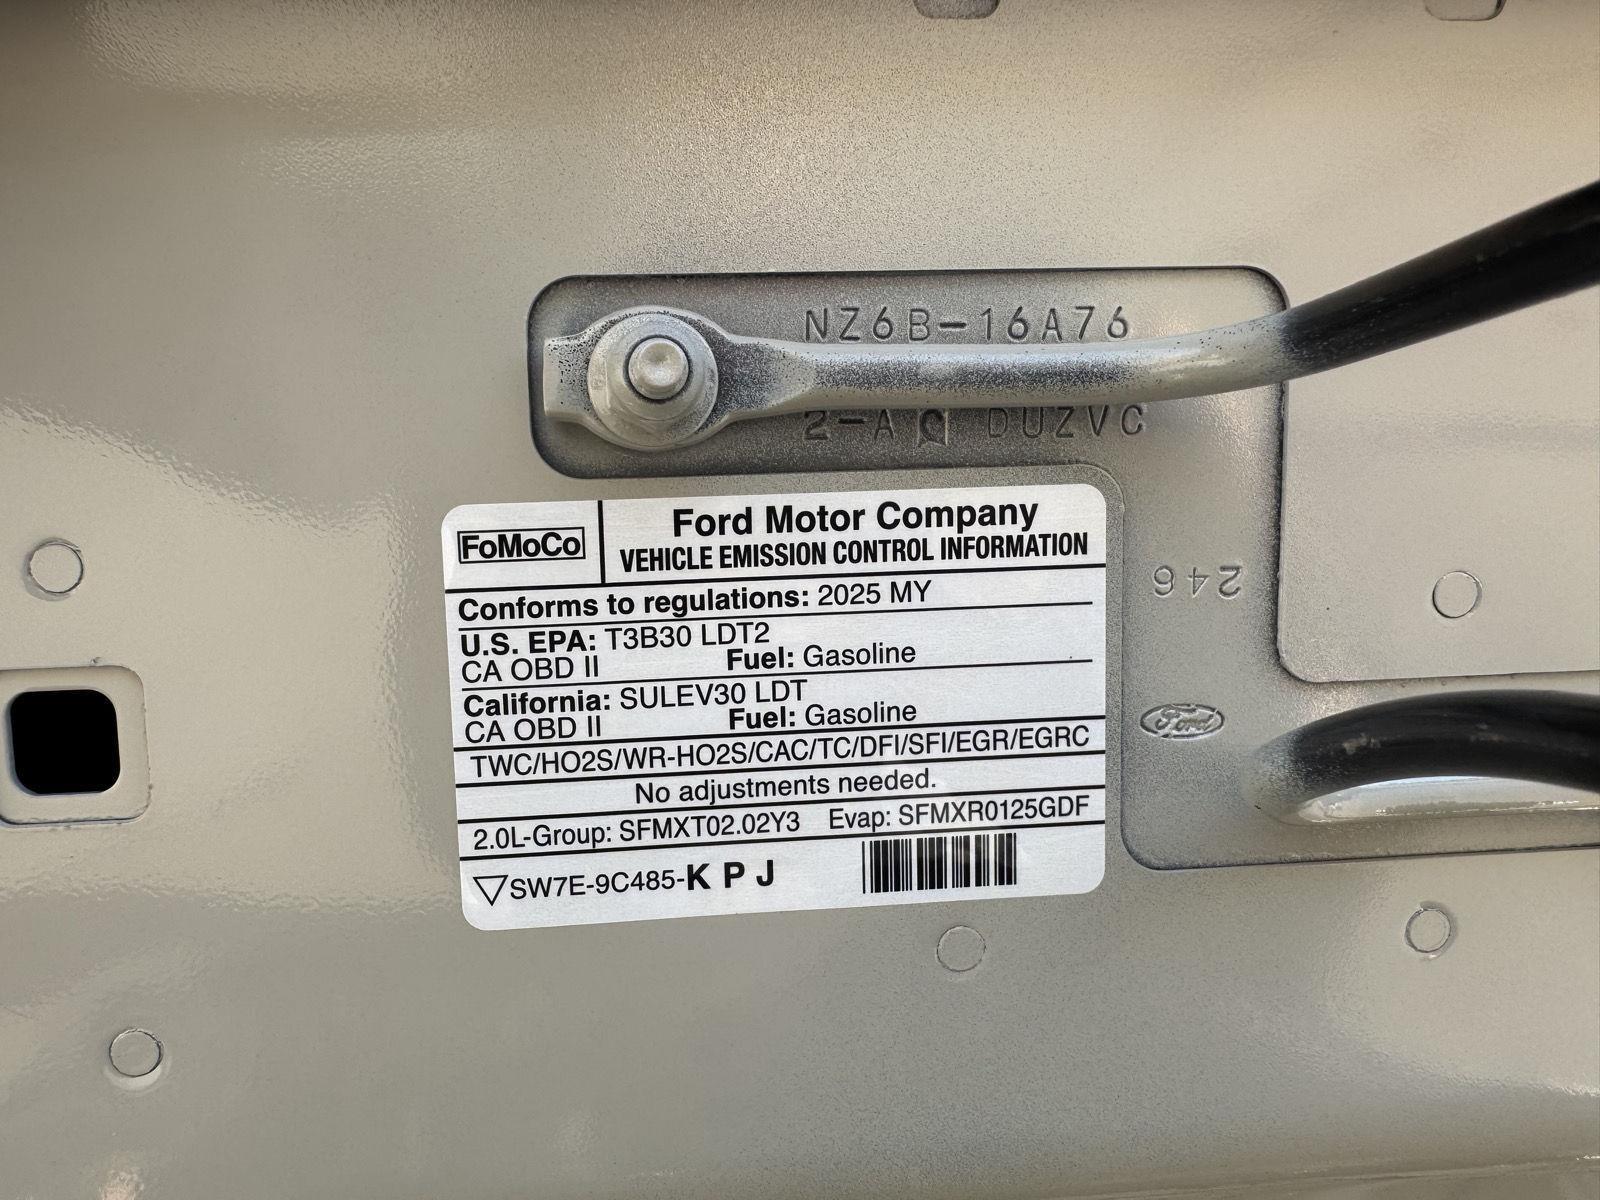 NZ6B-16A76
2-A DUZVC
FoMoCo
Ford Motor Company
VEHICLE EMISSION CONTROL INFORMATION
Conforms to regulations: 2025 MY
U.S. EPA: T3B30 LDT2
CA OBD II Fuel: Gasoline
California: SULEV30 LDT
CA OBD II Fuel: Gasoline
TWC/HO2S/WR-HO2S/CAC/TC/DFI/SFI/EGR/EGRC
No adjustments needed.
2.0L-Group: SFMXT02.02Y3 Evap: SFMXR0125GDF
SW7E-9C485-K P J
246
Ford